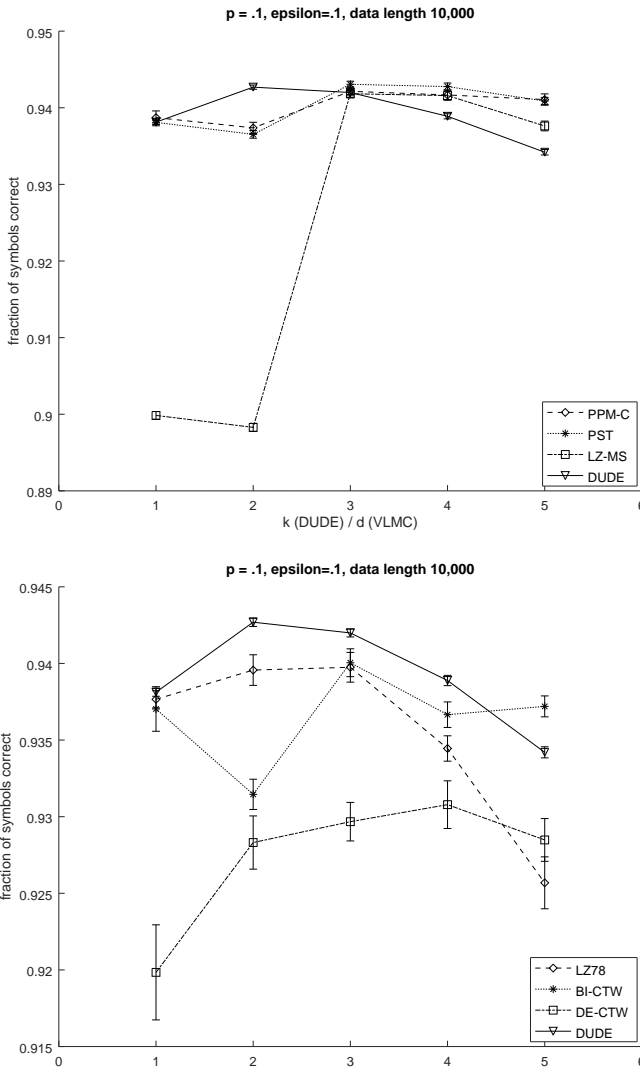 p = .1, epsilon=.1, data length 10,000
0.95
0.94
0.93
0.92
0.91
0.9
0.89
fraction of symbols correct
0 1 2 3 4 5 6
k (DUDE) / d (VLMC)
PPM-C
PST
LZ-MS
DUDE
p = .1, epsilon=.1, data length 10,000
0.945
0.94
0.935
0.93
0.925
0.92
0.915
fraction of symbols correct
0 1 2 3 4 5 6
LZ78
BI-CTW
DE-CTW
DUDE